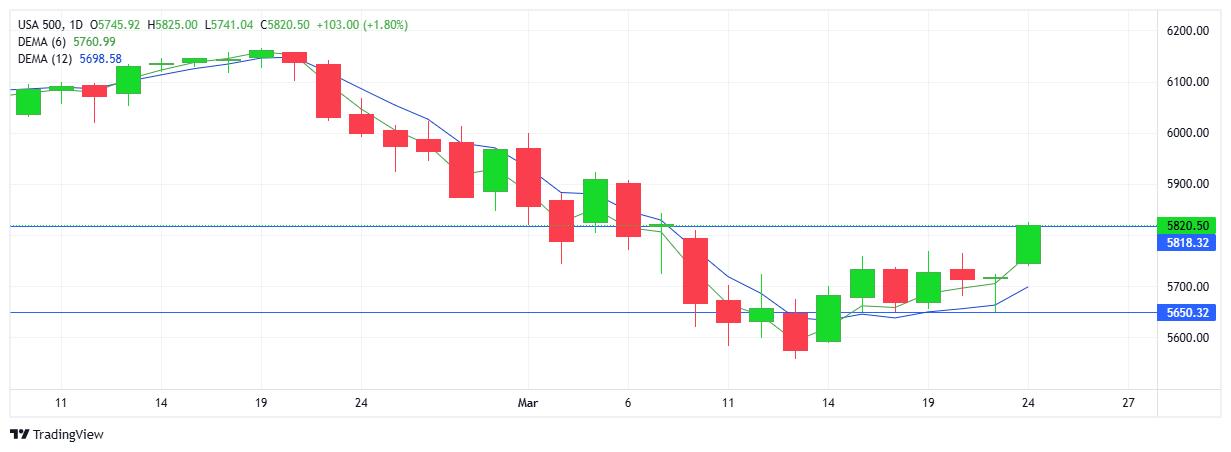 USA 500, 1D O5745.92 H5825.00 L5741.04 C5820.50 +103.00 (+1.80%)
DEMA (6) 5760.99
DEMA (12) 5698.58
6200.00
6100.00
6000.00
5900.00
5820.50
5818.32
5700.00
5650.32
5600.00
11 14 19 24 Mar 6 11 14 19 24 27
TradingView